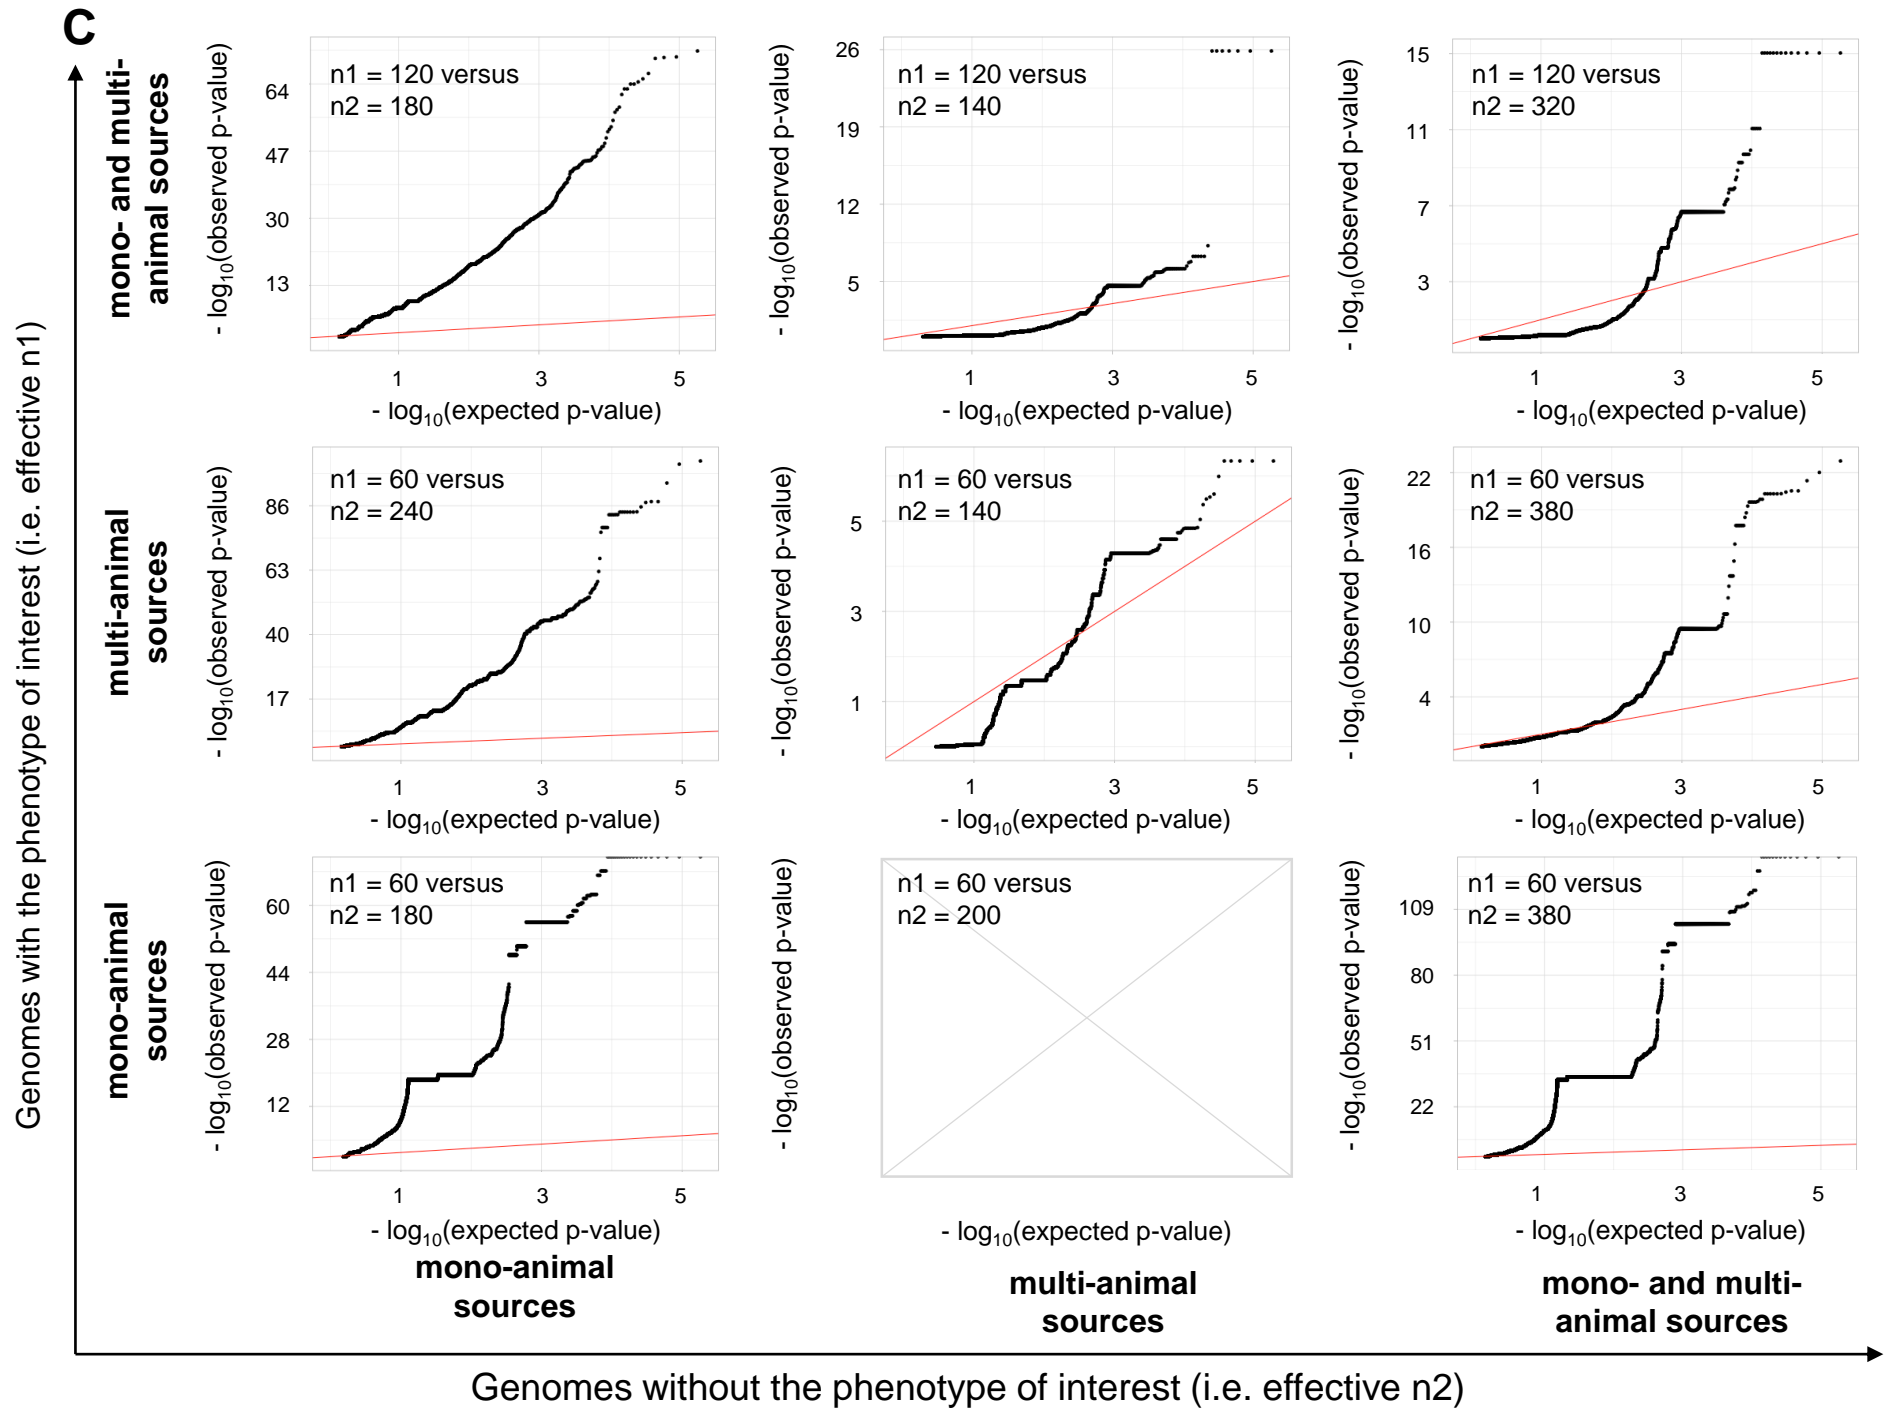 C
Genomes with the phenotype of interest (i.e. effective n1)
mono- and multi-
animal sources
- log10(observed p-value)
64
47
30
13
n1 = 120 versus
n2 = 180
1
3
5
- log10(expected p-value)
- log10(observed p-value)
26
19
12
5
n1 = 120 versus
n2 = 140
1
3
5
- log10(expected p-value)
- log10(observed p-value)
15
11
7
3
n1 = 120 versus
n2 = 320
1
3
5
- log10(expected p-value)
multi-animal
sources
- log10(observed p-value)
86
63
40
17
n1 = 60 versus
n2 = 240
1
3
5
- log10(expected p-value)
- log10(observed p-value)
5
3
1
n1 = 60 versus
n2 = 140
1
3
5
- log10(expected p-value)
- log10(observed p-value)
22
16
10
4
n1 = 60 versus
n2 = 380
1
3
5
- log10(expected p-value)
mono-animal
sources
- log10(observed p-value)
60
44
28
12
n1 = 60 versus
n2 = 180
1
3
5
- log10(expected p-value)
- log10(observed p-value)
n1 = 60 versus
n2 = 200
- log10(expected p-value)
- log10(observed p-value)
109
80
51
22
n1 = 60 versus
n2 = 380
1
3
5
- log10(expected p-value)
mono-animal
sources
multi-animal
sources
mono- and multi-
animal sources
Genomes without the phenotype of interest (i.e. effective n2)